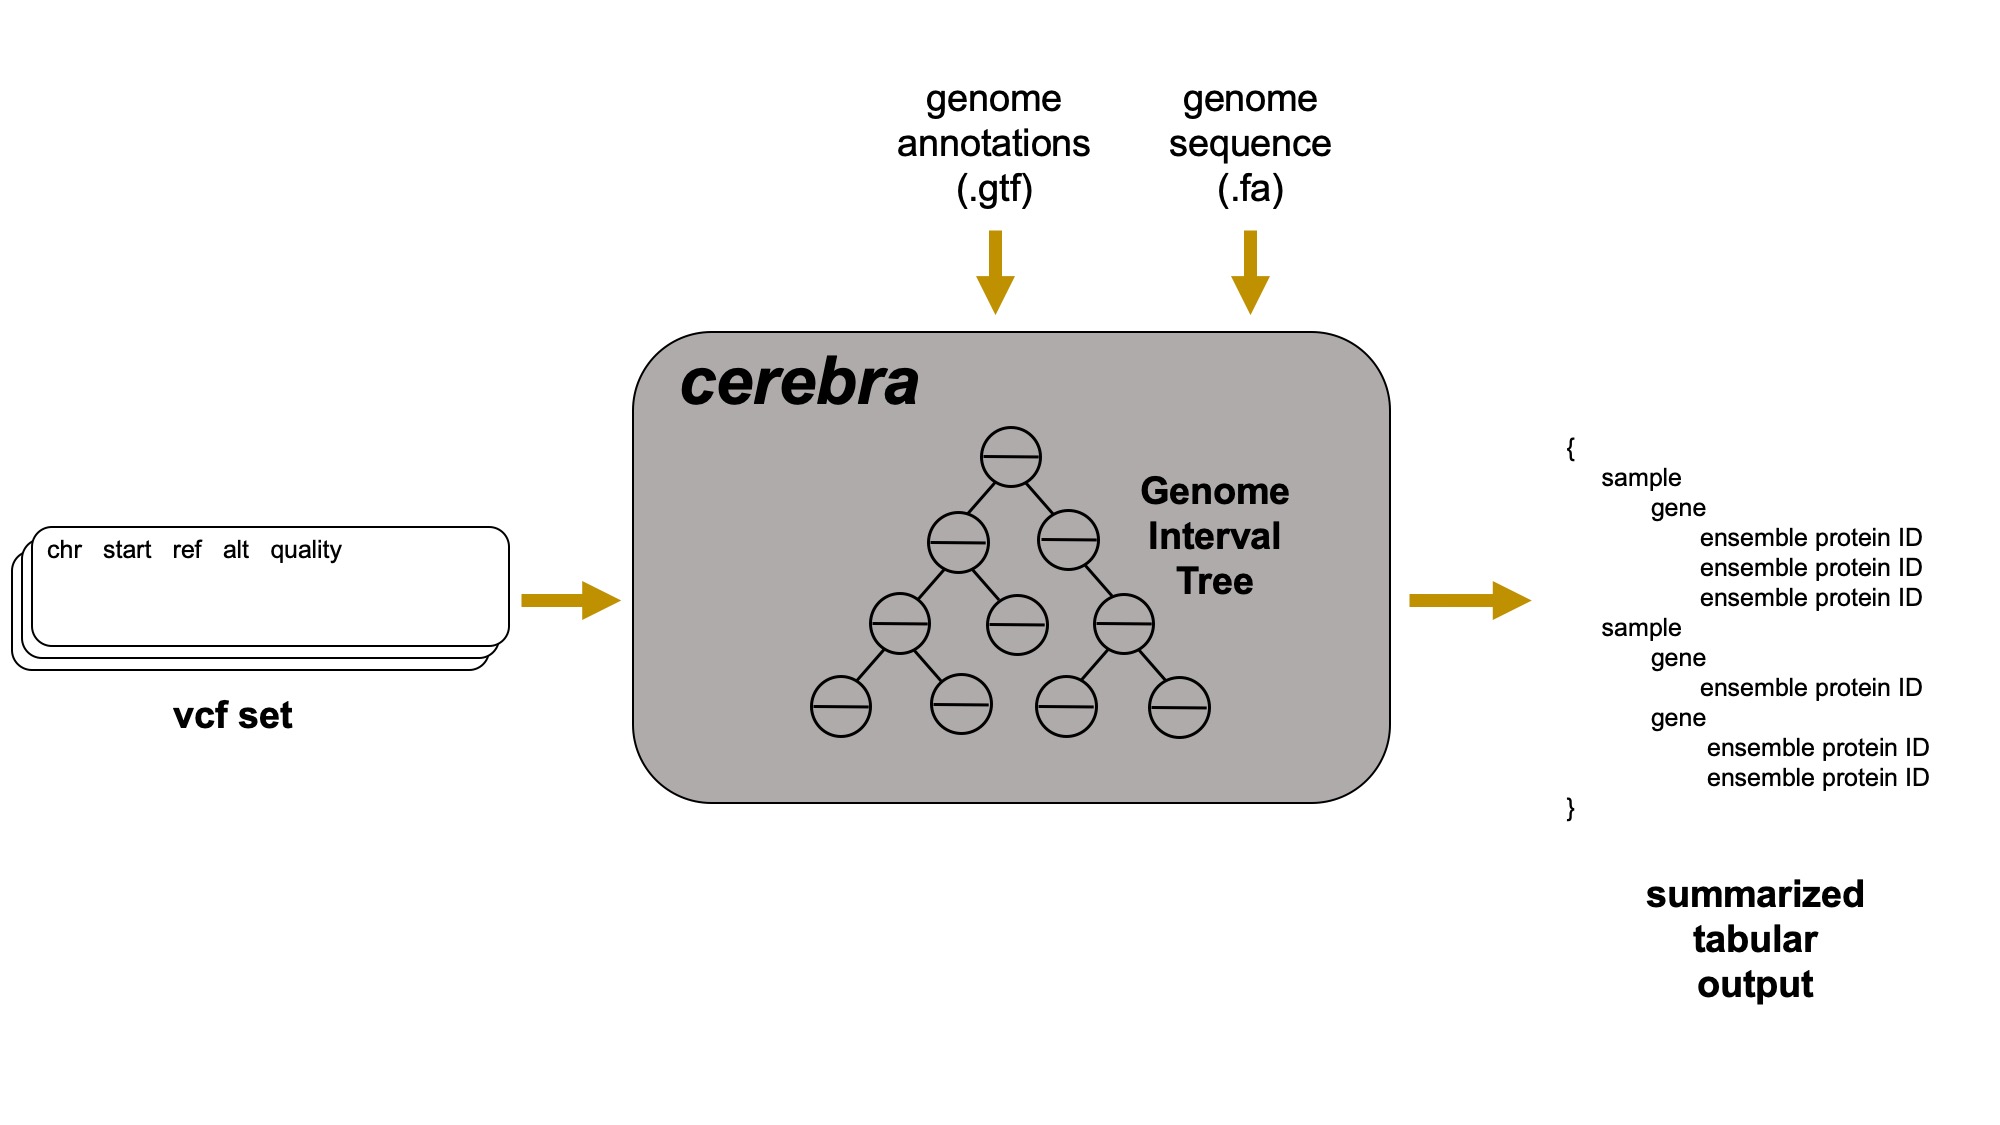 genome
annotations
(.gtf)
genome
sequence
(.fa)
cerebra
Genome
Interval
Tree
chr start ref alt quality
vcf set
{
sample
gene
ensemble protein ID
ensemble protein ID
ensemble protein ID
sample
gene
ensemble protein ID
gene
ensemble protein ID
ensemble protein ID
}
summarized
tabular
output